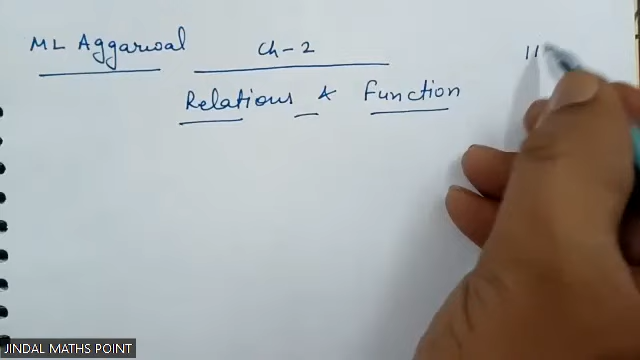 ML Aggarwal Ch-2 11
Relations & Function
JINDAL MATHS POINT